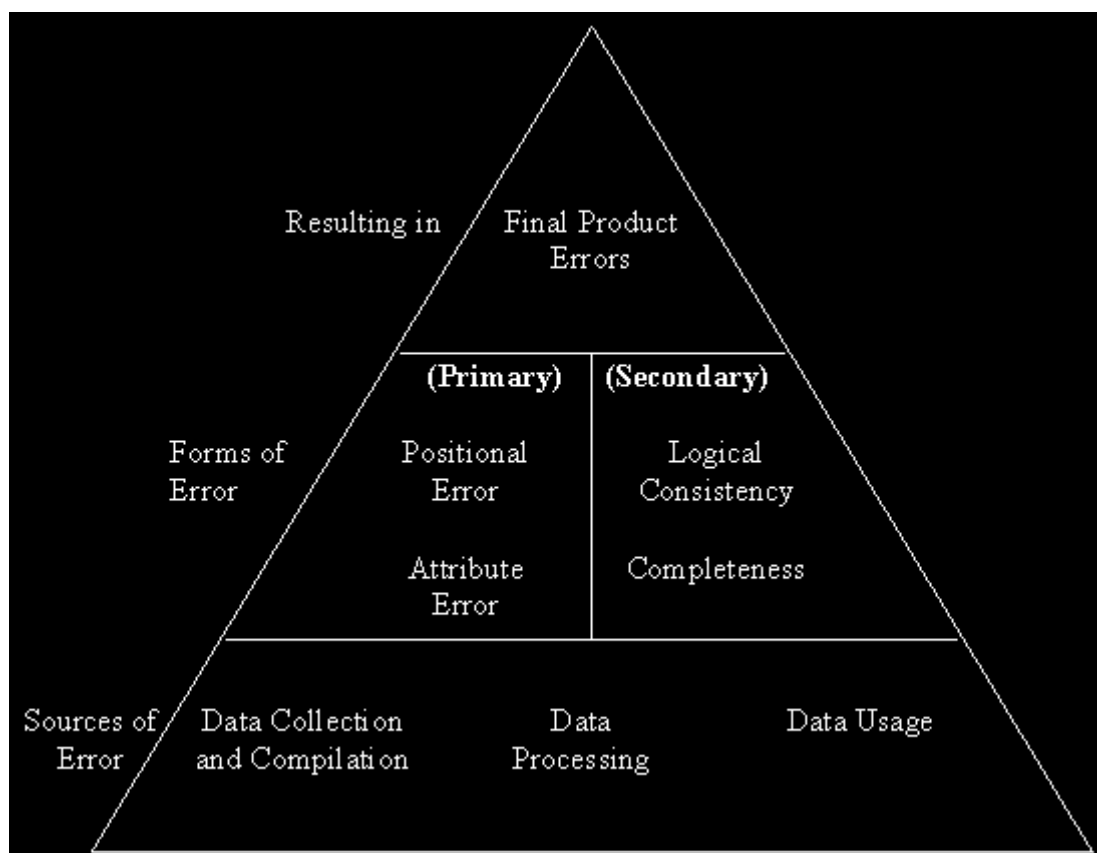 Resulting in
Final Product
Errors
(Primary)
(Secondary)
Forms of
Error
Positional
Error
Logical
Consistency
Attribute
Error
Completeness
Sources of
Error
Data Collection
and Compilation
Data
Processing
Data Usage